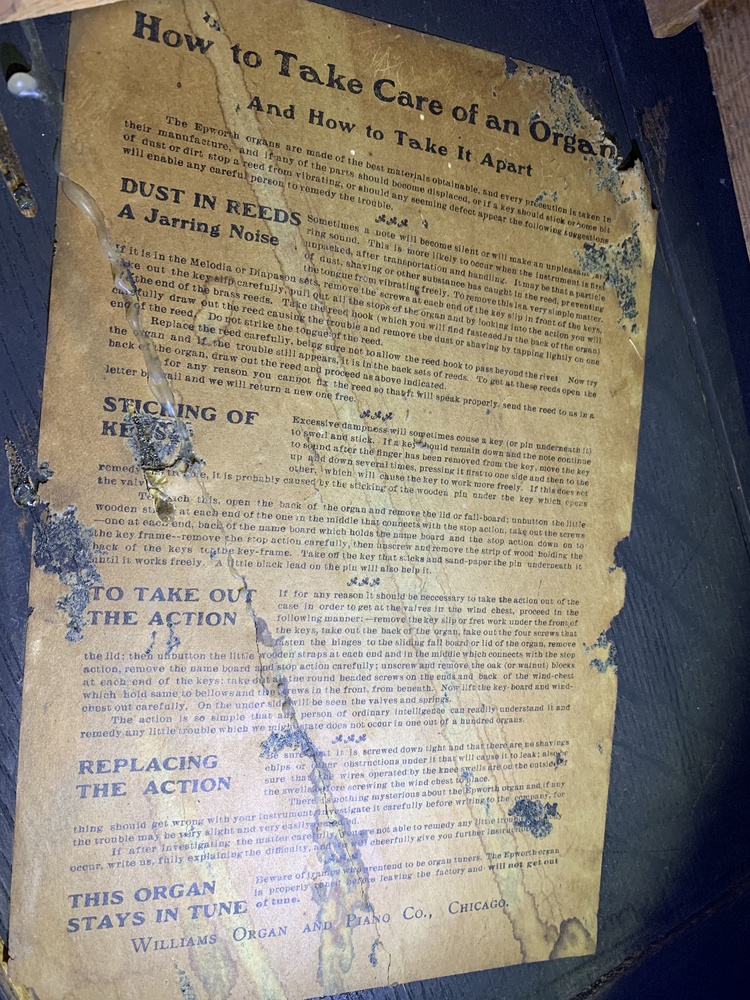 How to Take Care of an Organ
And How to Take It Apart
The Epworth organs are made of the best materials obtainable, and every precaution is taken in
their manufacture, and if any of the parts should become displaced, or if a key should stick or some bit
of dust or dirt stop a reed from vibrating, or should any seeming defect appear the following suggestions
will enable any careful person to remedy the trouble.
DUST IN REEDS
A Jarring Noise
Sometimes a note will become silent or will make an unpleasant
ring sound. This is more likely to occur when the instrument is first
unpacked, after transportation and handling. It may be that a particle
of dust, shaving or other substance has caught in the reed, preventing
the tongue from vibrating freely. To remove this is a very simple matter.
If it is in the Melodia or Diapason sets, remove the screws at each end of the key slip in front of the keys,
out the key slip carefully, pull out all the stops of the organ and by looking into the action you will
the end of the brass reeds. Take the reed hook (which you will find fastened in the back of the organ)
carefully draw out the reed causing the trouble and remove the dust or shaving by tapping lightly on one
end of the reed. Do not strike the tongue of the reed.
Replace the reed carefully, being sure not to allow the reed hook to pass beyond the rivet Now try
the organ and if the trouble still appears, it is in the back sets of reeds. To get at these reeds open the
back of the organ, draw out the reed and proceed as above indicated.
for any reason you cannot fix the reed so that it will speak properly, send the reed to us in a
letter by mail and we will return a new one free.
STICKING OF
KEYS
Excessive dampness will sometimes couse a key (or pin underneath it)
to swell and stick. If a key should remain down and the note continue
to sound after the finger has been removed from the key, move the key
up and down several times, pressing it first to one side and then to the
other, which will cause the key to work more freely. If this does not
remedy it is probably caused by the sticking of the wooden pin under the key which opens
the valve
To reach this, open the back of the organ and remove the lid or fall-board; unbutton the little
wooden at each end of the one in the middle that connects with the stop action, take out the screws
—one at each end, back of the name board which holds the name board and the stop action down on to
the key frame--remove the stop action carefully, then unscrew and remove the strip of wood holding the
back of the keys to the key-frame. Take off the key that sticks and sand-paper the pin underneath it
until it works freely. A little black lead on the pin will also help it.
TO TAKE OUT
THE ACTION
If for any reason it should be neccessary to take the action out of the
case in order to get at the valves in the wind chest, proceed in the
following manner:—remove the key slip or fret work under the front of
the keys, take out the back of the organ, take out the four screws that
fasten the hinges to the sliding fall board or lid of the organ, remove
the lid; then unbutton the little wooden straps at each end and in the middle which connects with the stop
action, remove the name board and stop action carefully; unscrew and remove the oak (or walnut) blocks
at each end of the keys; take out the round headed screws on the ends and back of the wind-chest
which hold same to bellows and the screws in the front, from beneath. Now lift the key-board and wind-
chest out carefully. On the under side will be seen the valves and springs.
The action is so simple that any person of ordinary intelligence can readily understand it and
remedy any little trouble which we might state does not occur in one out of a hundred organs.
REPLACING
THE ACTION
Be sure that it is screwed down tight and that there are no shavings
chips or other obstructions under it that will cause it to leak; also be
sure that the wires operated by the knee swells are on the outside of
the swells before screwing the wind chest to place.
There is nothing mysterious about the Epworth organ and if any
thing should get wrong with your instrument investigate it carefully before writing to the company, for
the trouble may be very slight and very easily remedied.
If after investigating the matter carefully you are not able to remedy any little
occur, write us, fully explaining the difficulty, and we will cheerfully give you further instructions
THIS ORGAN
STAYS IN TUNE
Beware of tramps who pretend to be organ tuners. The Epworth organ
is properly tuned before leaving the factory and will not get out
of tune.
WILLIAMS ORGAN AND PIANO CO., CHICAGO.